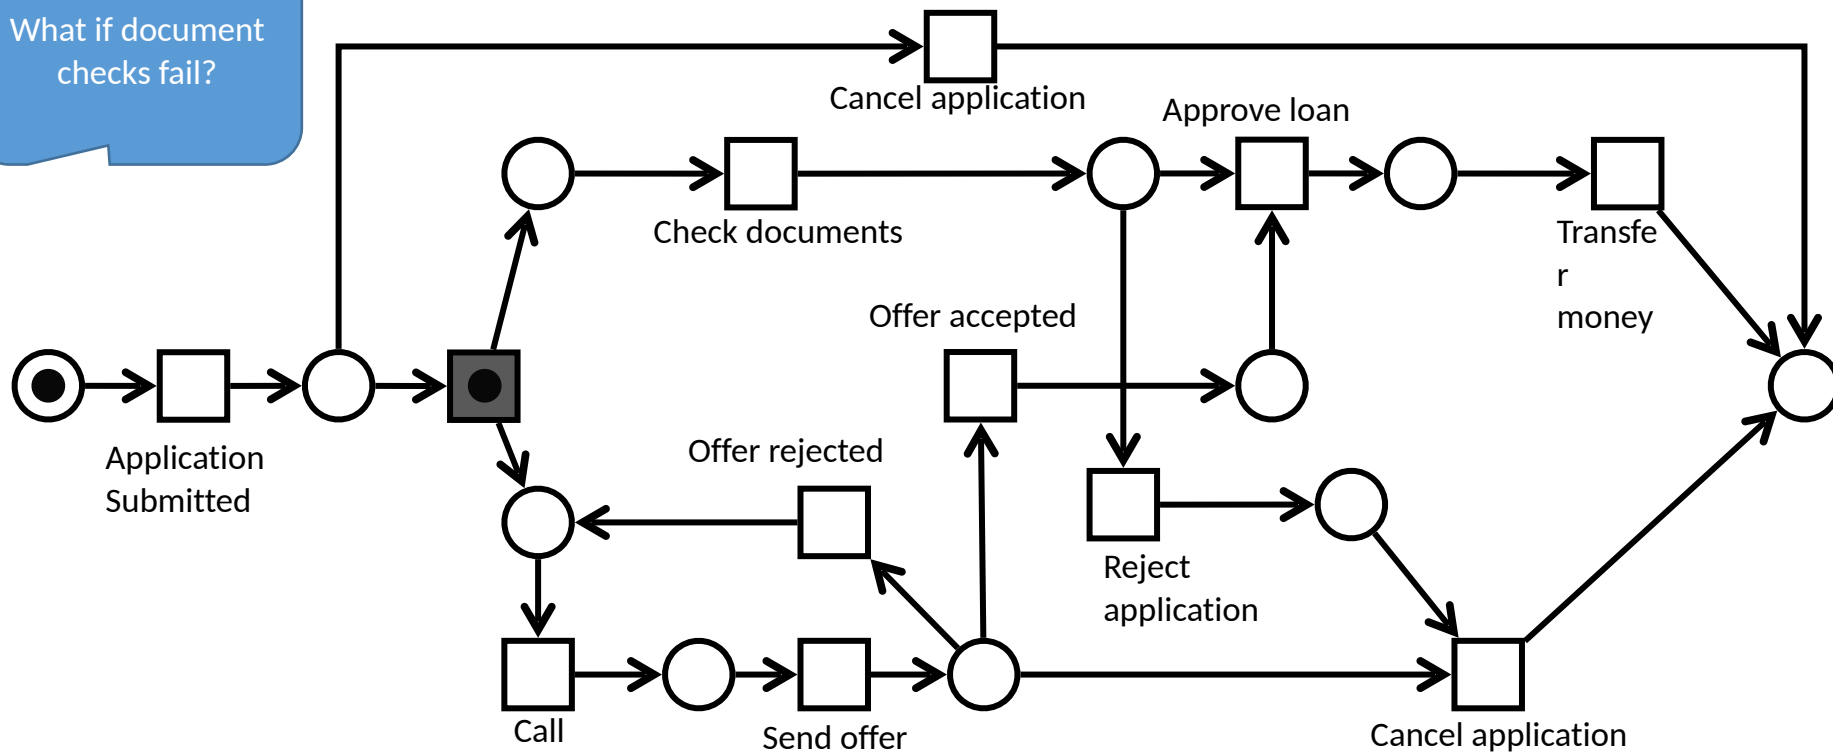 What if document
checks fail?
Cancel application
Approve loan
Check documents
Transfe
r
money
Offer accepted
Application
Submitted
Offer rejected
Reject
application
Call
Send offer
Cancel application